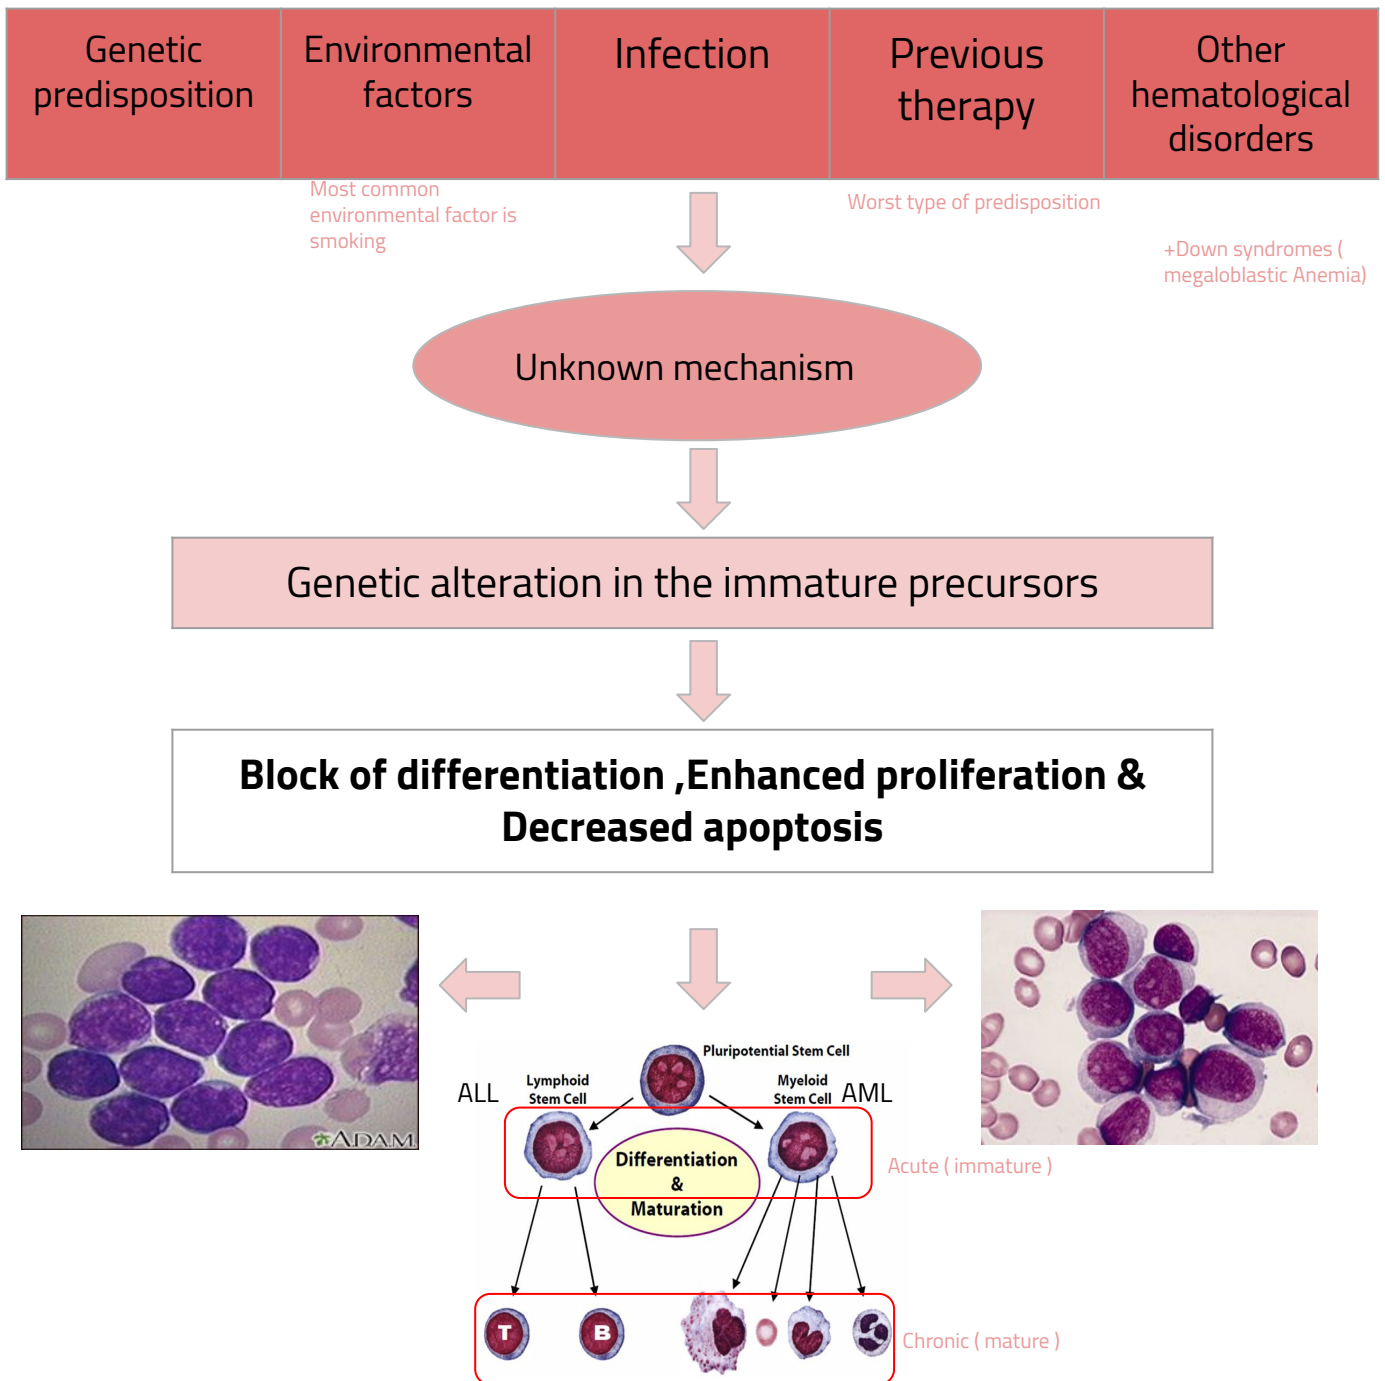 Genetic
predisposition
Environmental
factors
Infection
Previous
therapy
Other
hematological
disorders
Most common
environmental factor is
smoking
Worst type of predisposition
+Down syndromes (
megaloblastic Anemia)
Unknown mechanism
Genetic alteration in the immature precursors
Block of differentiation ,Enhanced proliferation &
Decreased apoptosis
ADAM.
Pluripotential Stem Cell
ALL
Lymphoid
Stem Cell
Myeloid
Stem Cell
AML
Differentiation
&
Maturation
Acute ( immature )
T
B
Chronic ( mature )